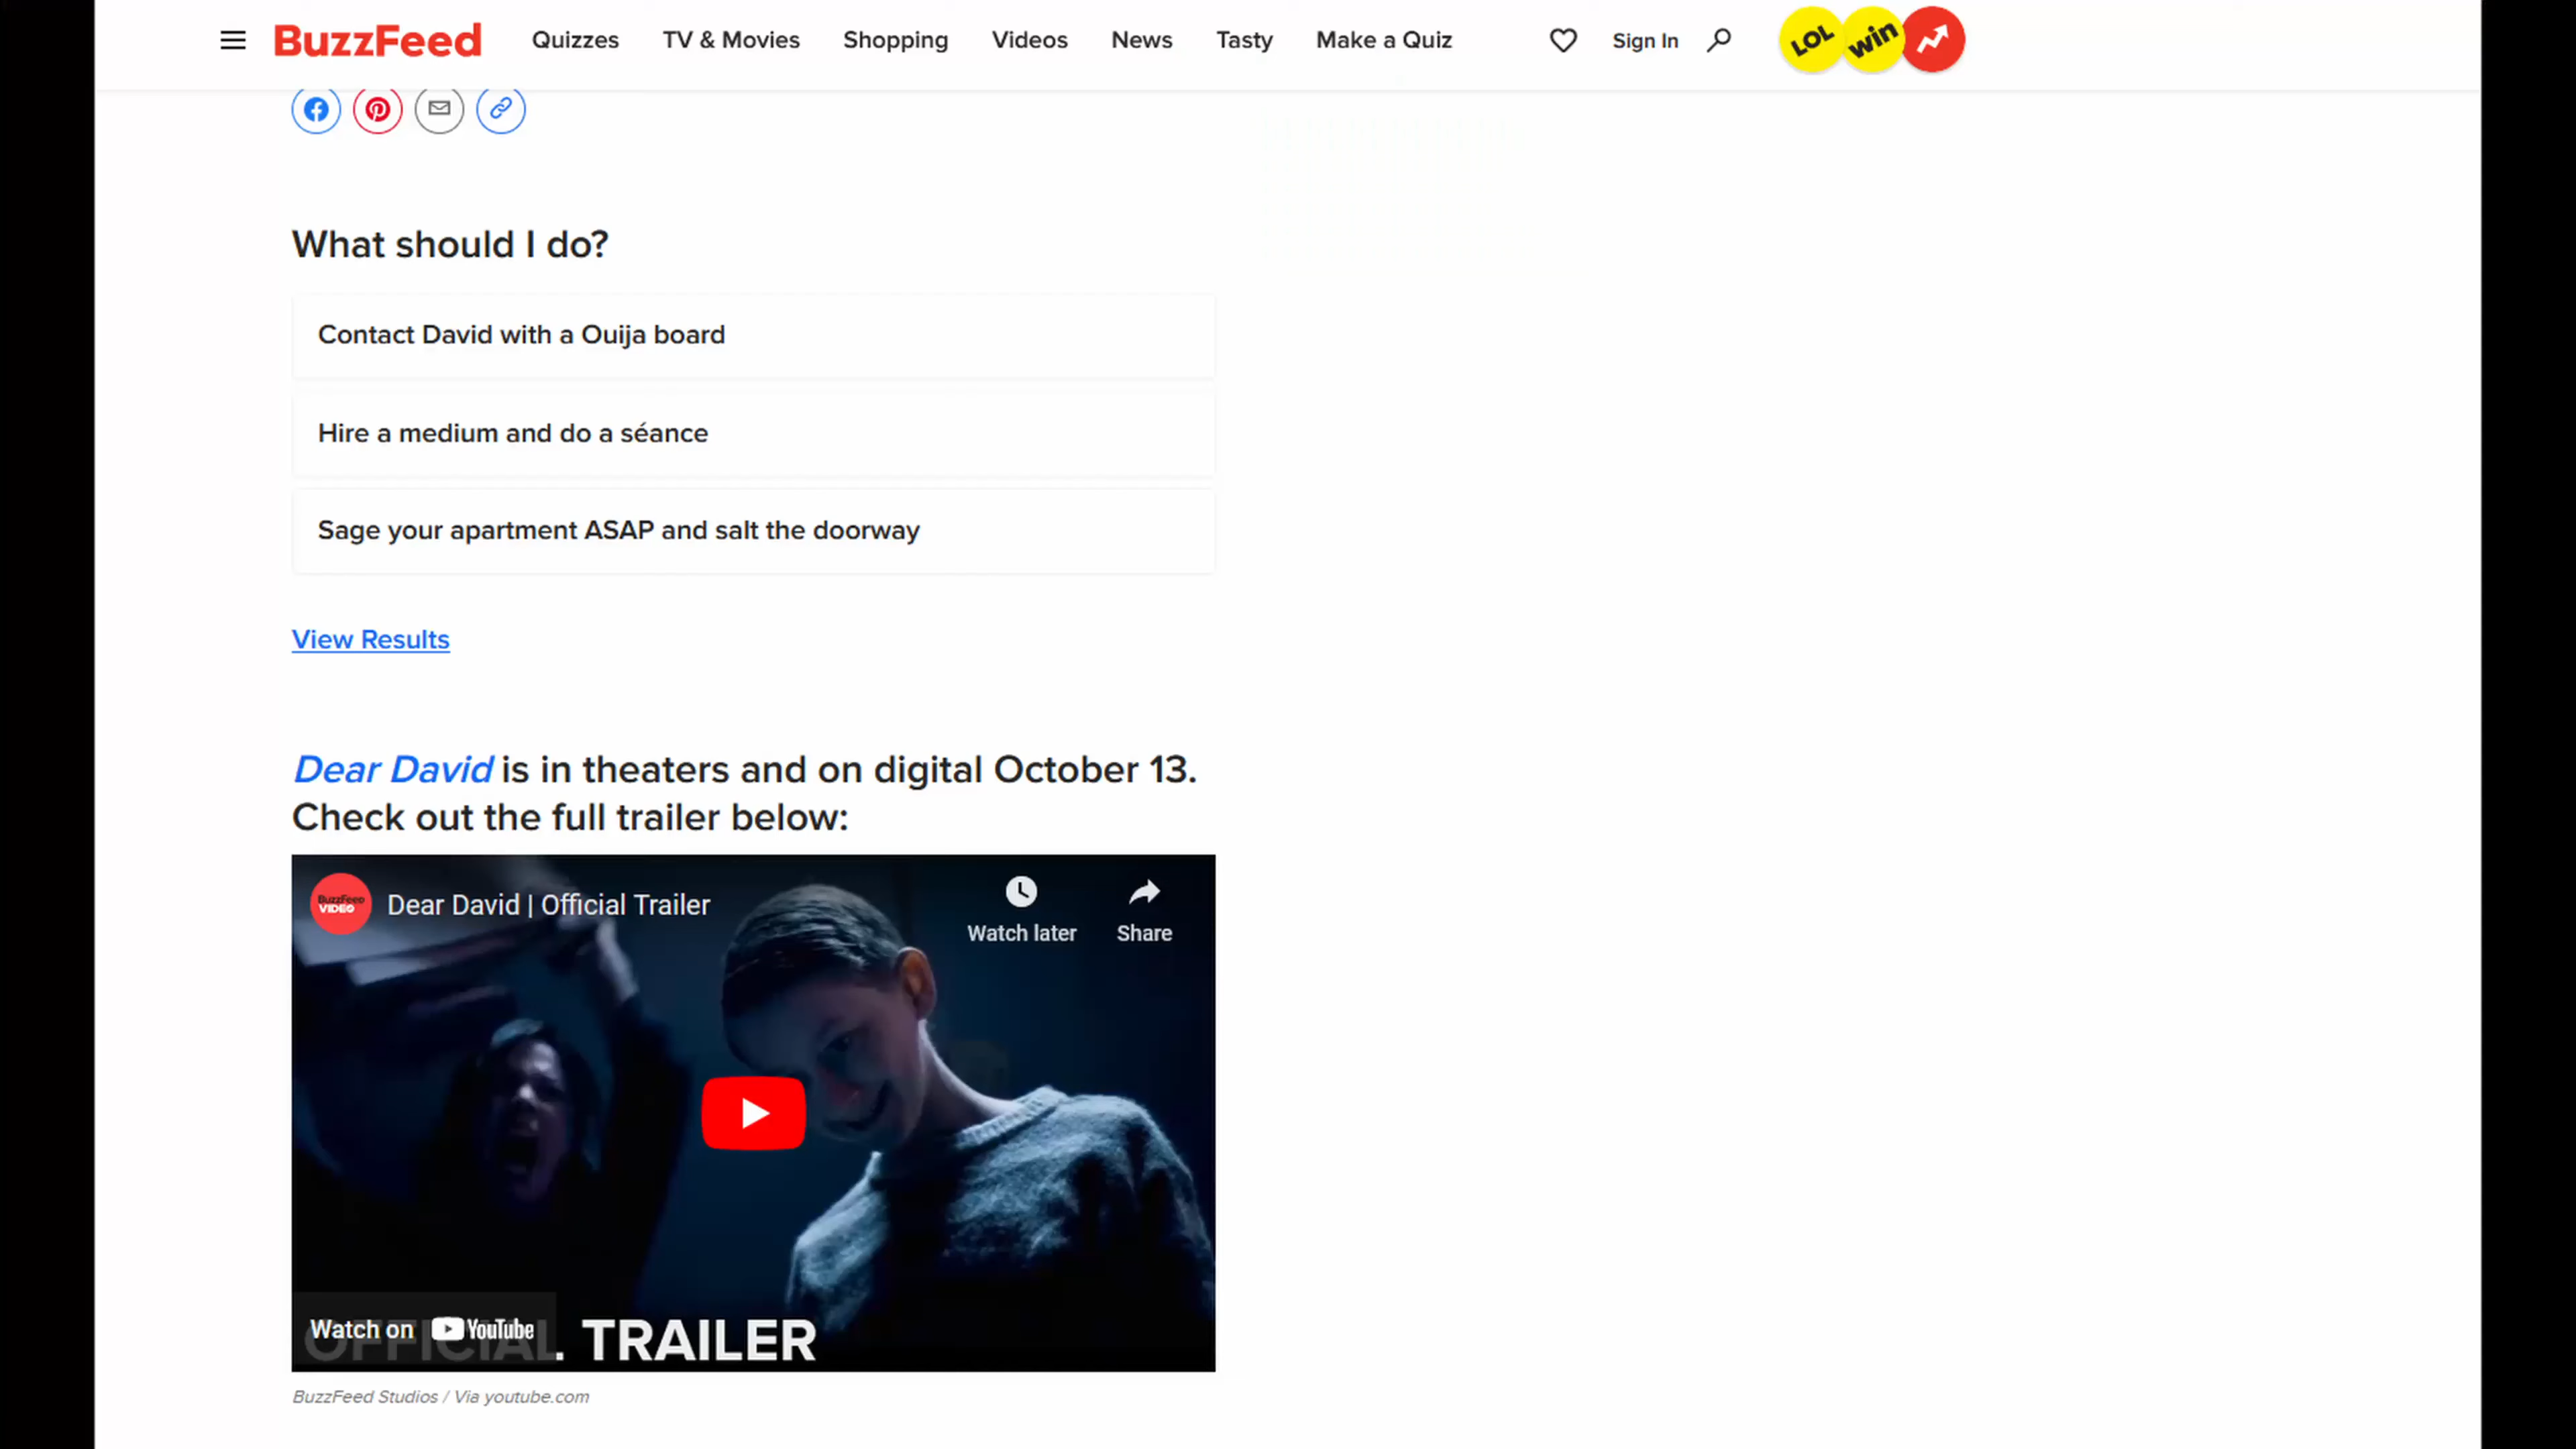 BuzzFeed Quizzes TV & Movies Shopping Videos News Tasty Make a Quiz Sign In LOL win
What should I do?
Contact David with a Ouija board
Hire a medium and do a séance
Sage your apartment ASAP and salt the doorway
View Results
Dear David is in theaters and on digital October 13.
Check out the full trailer below:
BuzzFeed
VIDEO
Dear David | Official Trailer
Watch later Share
Watch on YouTube
OFFICIAL. TRAILER
BuzzFeed Studios / Via youtube.com